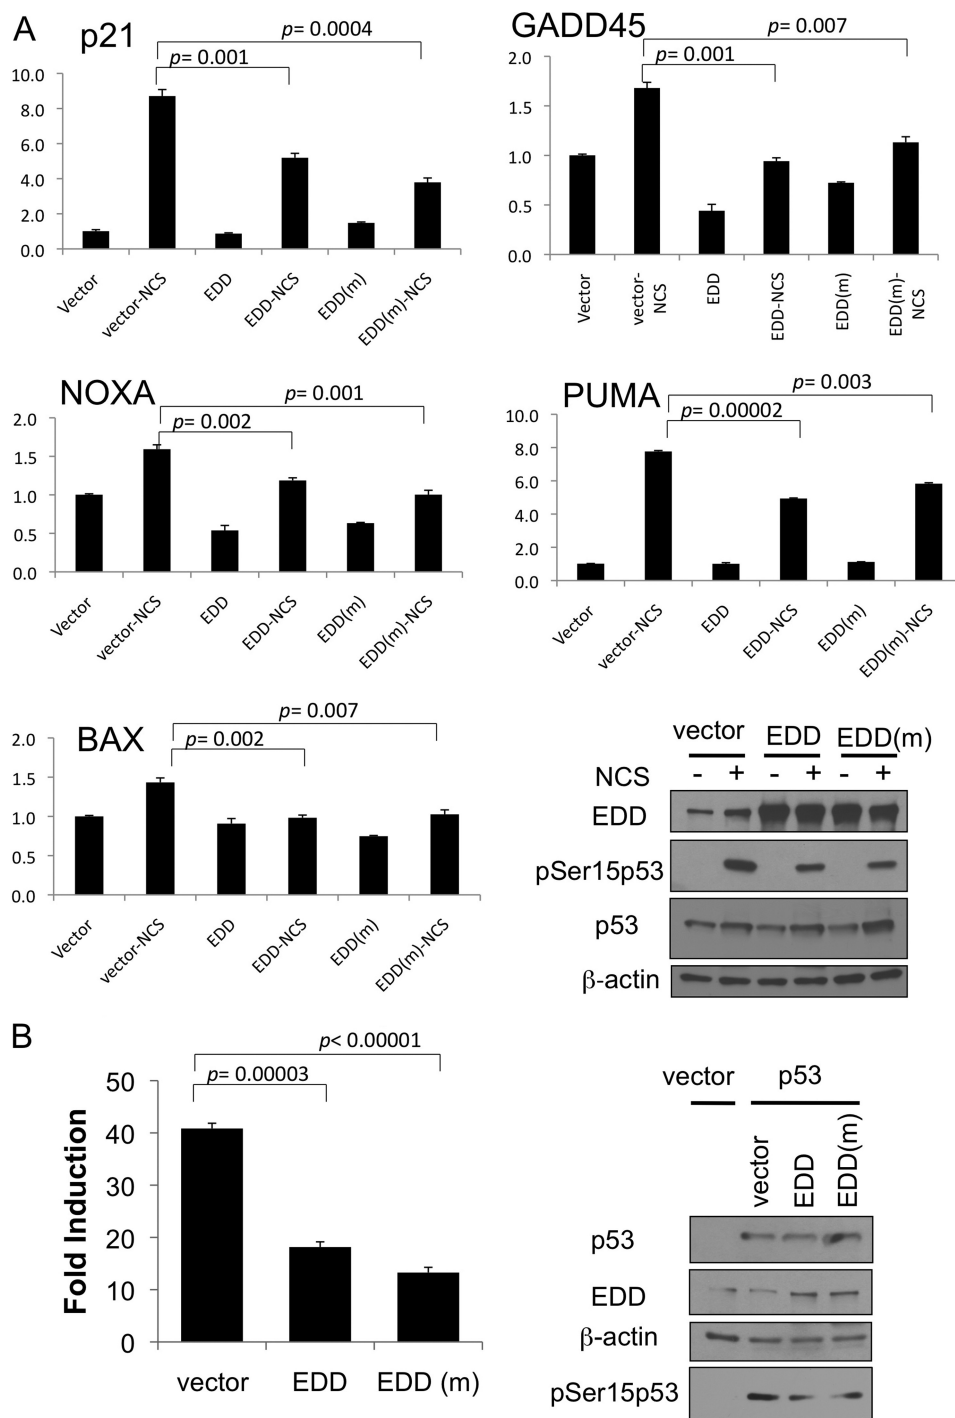 A
p21
p= 0.0004
p= 0.001
10.0
8.0
6.0
4.0
2.0
0.0
Vector
vector-NCS
EDD
EDD-NCS
EDD(m)
EDD(m)-NCS
GADD45
p= 0.007
p= 0.001
2.0
1.5
1.0
0.5
0.0
Vector
vector-
NCS
EDD
EDD-NCS
EDD(m)
EDD(m)-
NCS
NOXA
p= 0.001
p= 0.002
2.0
1.5
1.0
0.5
0.0
Vector
vector-NCS
EDD
EDD-NCS
EDD(m)
EDD(m)-NCS
PUMA
p= 0.003
p= 0.00002
10.0
8.0
6.0
4.0
2.0
0.0
Vector
vector-NCS
EDD
EDD-NCS
EDD(m)
EDD(m)-NCS
BAX
p= 0.007
p= 0.002
2.0
1.5
1.0
0.5
0.0
Vector
vector-NCS
EDD
EDD-NCS
EDD(m)
EDD(m)-NCS
vector EDD EDD(m)
NCS - + - + - +
EDD
pSer15p53
p53
β-actin
B
p< 0.00001
p= 0.00003
Fold Induction
50
40
30
20
10
0
vector EDD EDD (m)
vector p53
vector
EDD
EDD(m)
p53
EDD
β-actin
pSer15p53